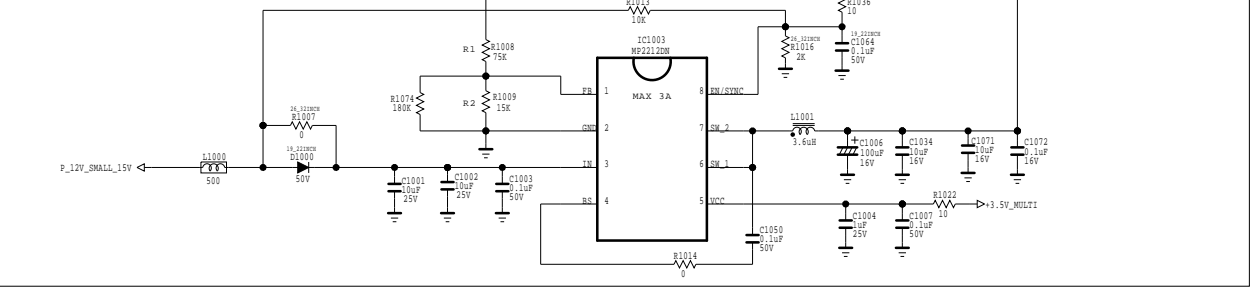 R1013
10K
R1036
10
26_32INCH
R1016
2K
19_22INCH
C1064
0.1uF
50V
IC1003
MP2212DN
R1
R1008
75K
MAX 3A
FB
1
8
EN/SYNC
R1074
180K
R2
R1009
15K
26_32INCH
R1007
0
GND
2
7
SW_2
L1001
3.6uH
C1006
100uF
16V
C1034
10uF
16V
C1071
10uF
16V
C1072
0.1uF
16V
19_22INCH
D1000
50V
P_12V_SMALL_15V
L1000
500
IN
3
6
SW_1
C1001
10uF
25V
C1002
10uF
25V
C1003
0.1uF
50V
BS
4
5
VCC
R1022
10
+3.5V_MULTI
C1004
1uF
25V
C1007
0.1uF
50V
C1050
0.1uF
50V
R1014
0